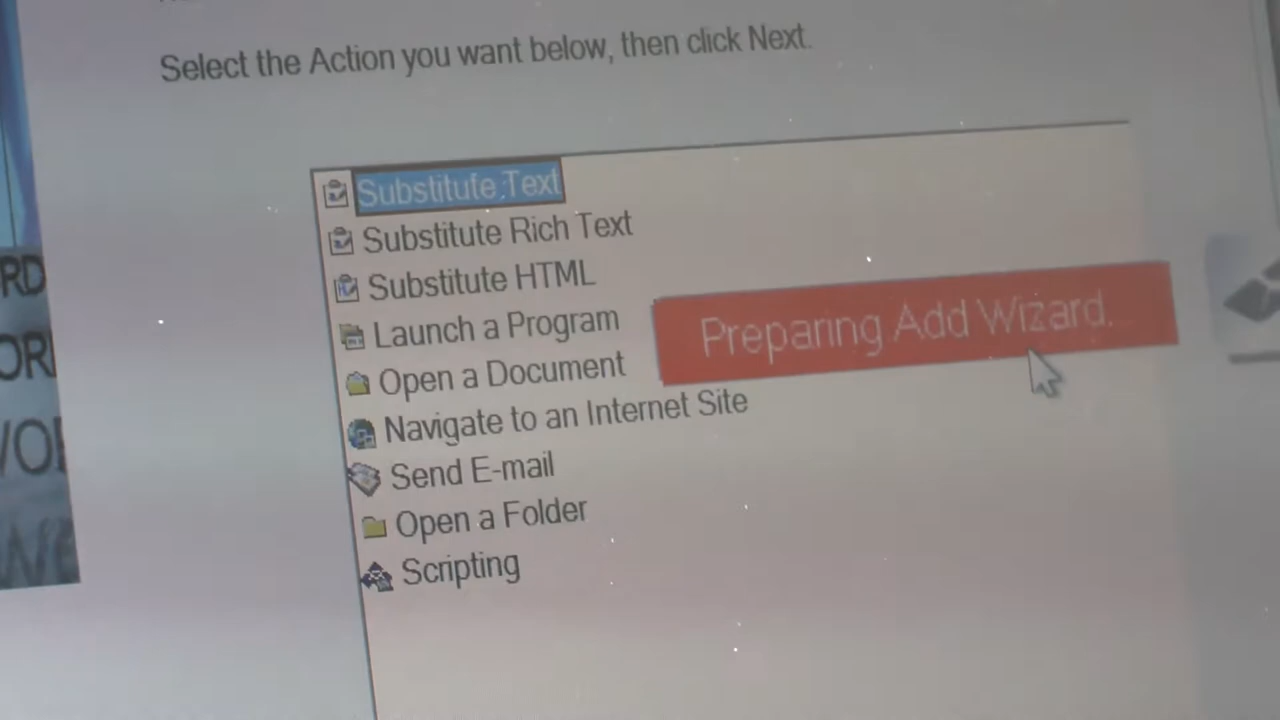 Select the Action you want below, then click Next.
Substitute Text
Substitute Rich Text
Substitute HTML
Launch a Program
Preparing Add Wizard.
Open a Document
Navigate to an Internet Site
Send E-mail
Open a Folder
Scripting
RD